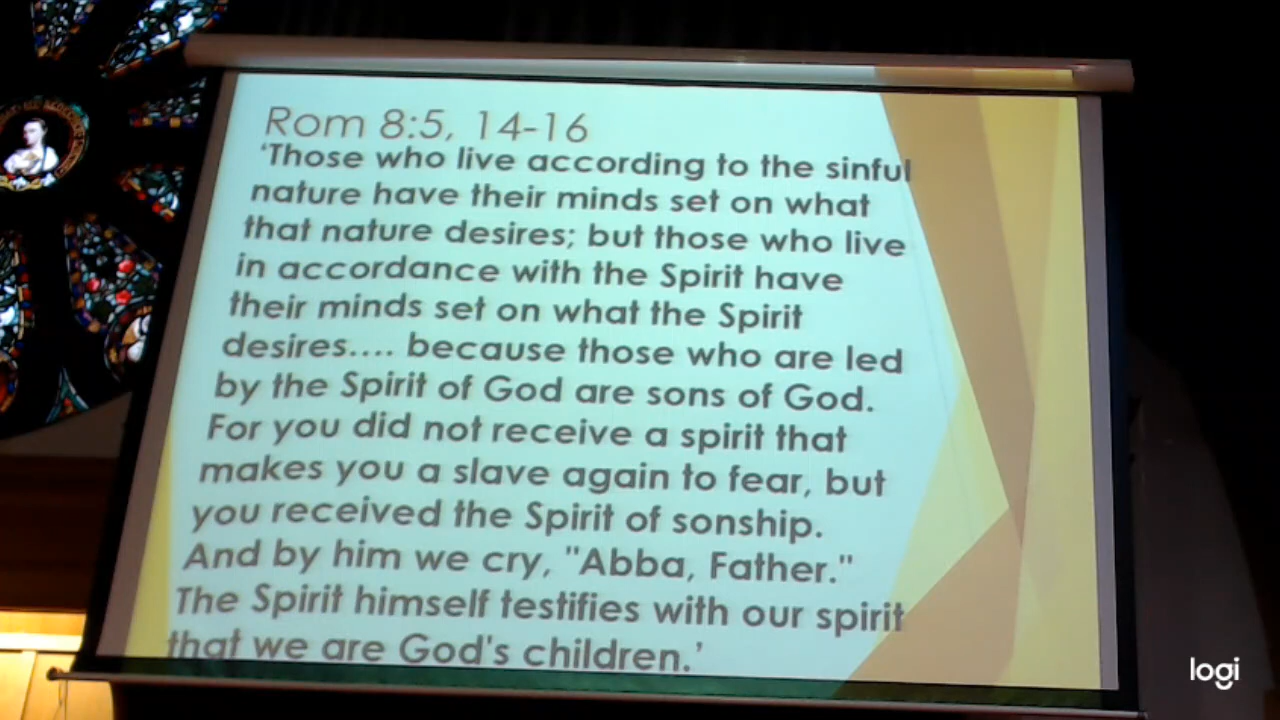 Rom 8:5, 14-16
‘Those who live according to the sinful
nature have their minds set on what
that nature desires; but those who live
in accordance with the Spirit have
their minds set on what the Spirit
desires…. because those who are led
by the Spirit of God are sons of God.
For you did not receive a spirit that
makes you a slave again to fear, but
you received the Spirit of sonship.
And by him we cry, "Abba, Father."
The Spirit himself testifies with our spirit
that we are God's children.’
logi